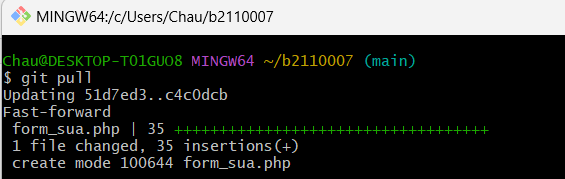 MINGW64:/c/Users/Chau/b2110007
Chau@DESKTOP-T01GUO8 MINGW64 ~/b2110007 (main)
$ git pull
Updating 51d7ed3..c4c0dcb
Fast-forward
 form_sua.php | 35 +++++++++++++++++++++++++++++++++++
 1 file changed, 35 insertions(+)
 create mode 100644 form_sua.php